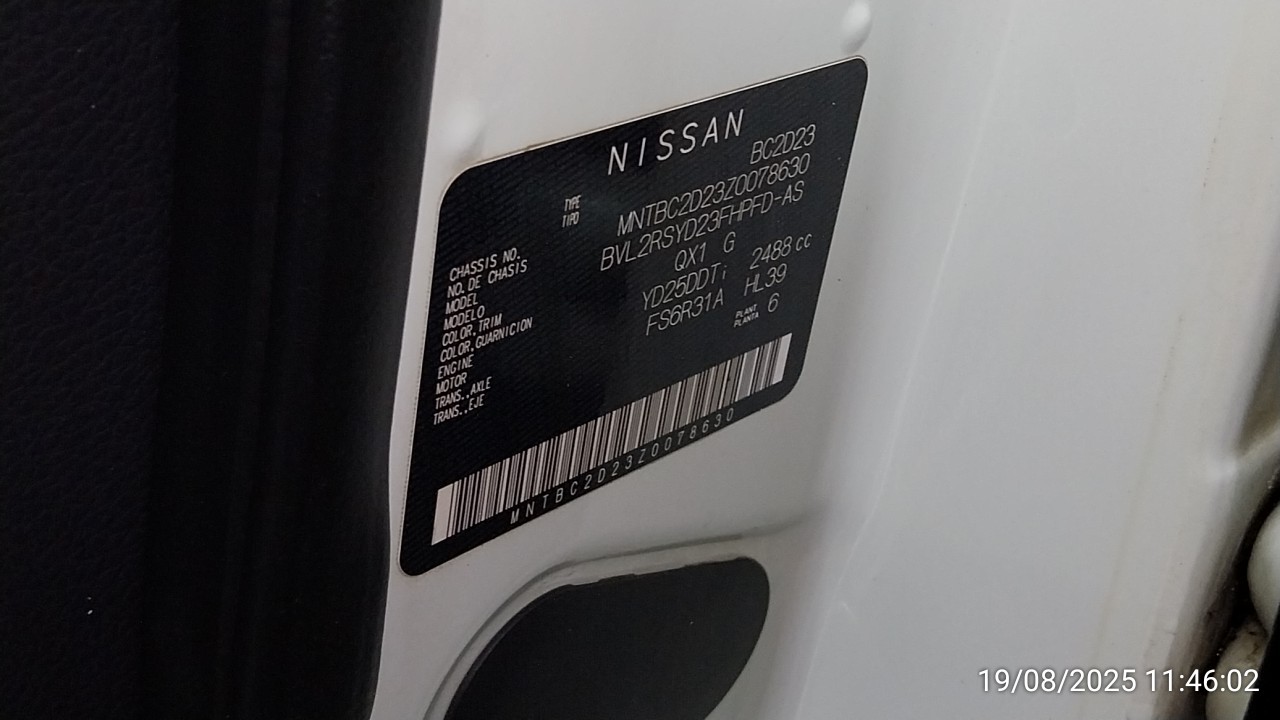 NISSAN
TYPE
TIPO
BC2D23
CHASSIS NO.
NO. DE CHASIS
MNTBC2D23Z0078630
MODEL
MODELO
BVL2RSYD23FHPFD-AS
COLOR, TRIM
COLOR, GUARNICION
QX1 G
ENGINE
MOTOR
YD25DDTi 2488 cc
TRANS., AXLE
TRANS., EJE
FS6R31A HL39
PLANT
PLANTA
6
MNTBC2D23Z0078630
19/08/2025 11:46:02